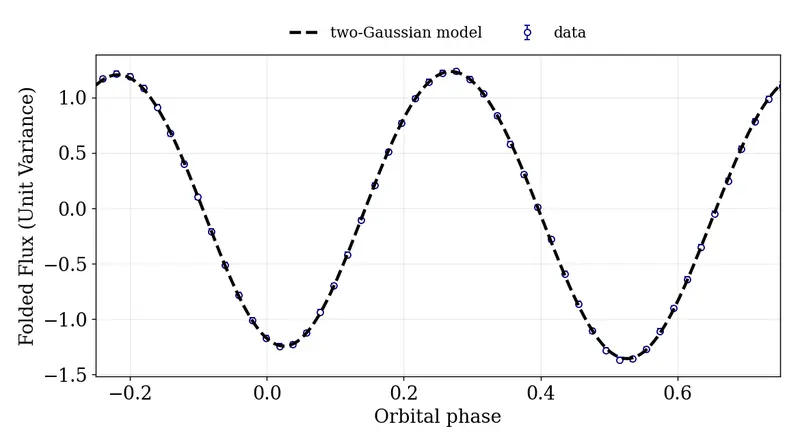 two-Gaussian model
data
Folded Flux (Unit Variance)
1.0
0.5
0.0
−0.5
−1.0
−1.5
−0.2
0.0
0.2
0.4
0.6
Orbital phase